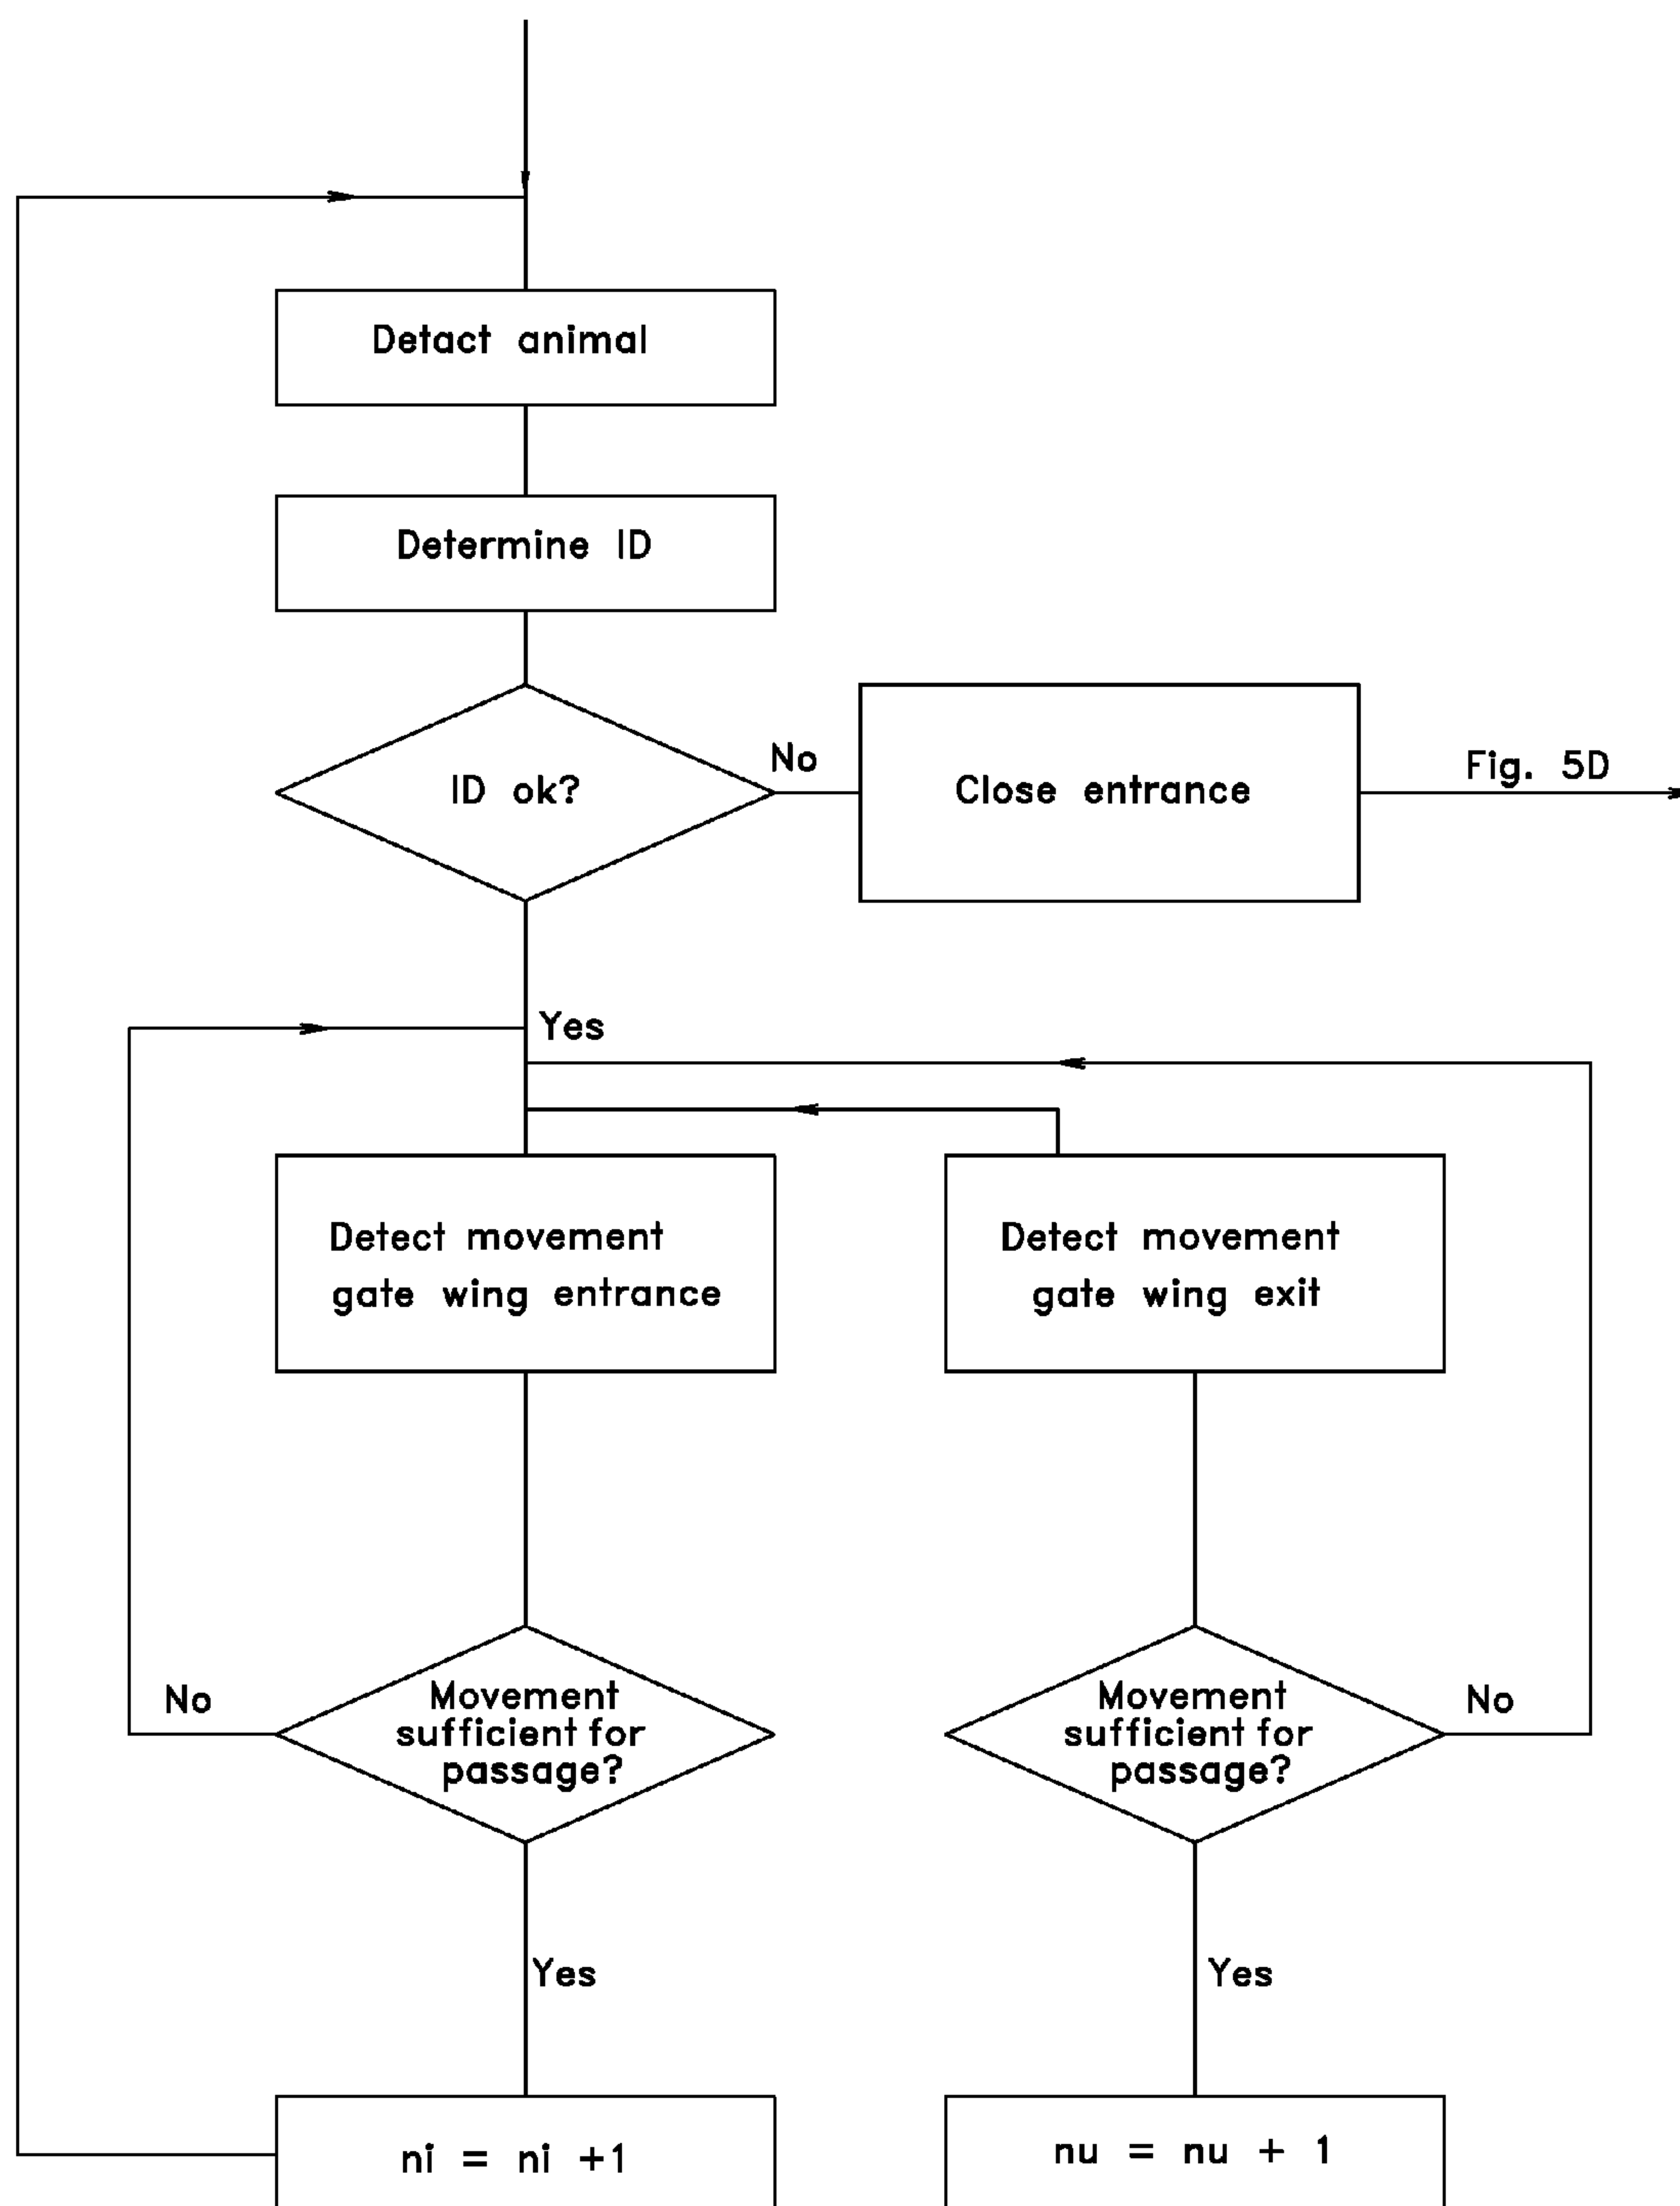 Detact animal
Determine ID
ID ok?
No
Close entrance
Fig. 5D
Yes
Detect movement
gate wing entrance
Detect movement
gate wing exit
No
Movement
sufficient for
passage?
Movement
sufficient for
passage?
No
Yes
Yes
ni = ni +1
nu = nu + 1